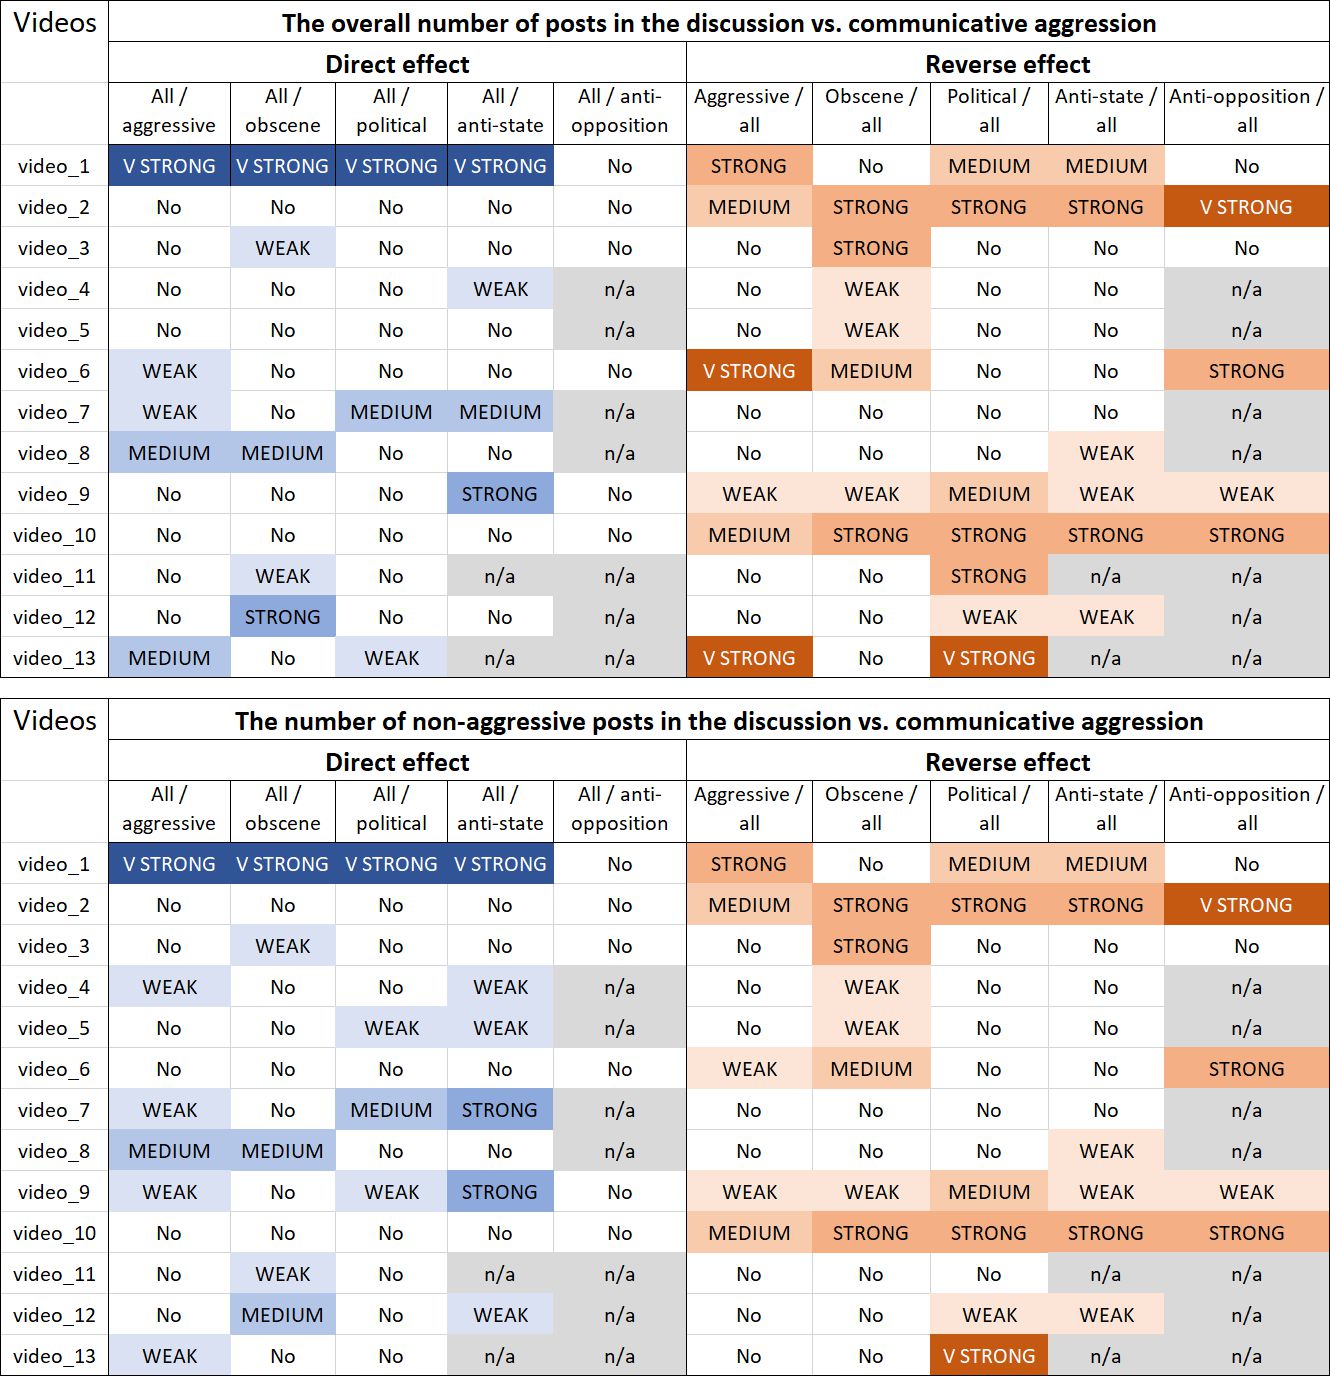 Videos The overall number of posts in the discussion vs. communicative aggression
Direct effect Reverse effect
All / All / All / All / All / anti- Aggressive / Obscene / Political / Anti-state / Anti-opposition /
aggressive obscene political anti-state opposition all all all all all
video_1 V STRONG V STRONG V STRONG V STRONG No STRONG No MEDIUM MEDIUM No
video_2 No No No No No MEDIUM STRONG STRONG STRONG V STRONG
video_3 No WEAK No No No No STRONG No No No
video_4 No No No WEAK n/a No WEAK No No n/a
video_5 No No No No n/a No WEAK No No n/a
video_6 WEAK No No No No V STRONG MEDIUM No No STRONG
video_7 WEAK No MEDIUM MEDIUM n/a No No No No n/a
video_8 MEDIUM MEDIUM No No n/a No No No WEAK n/a
video_9 No No No STRONG No WEAK WEAK MEDIUM WEAK WEAK
video_10 No No No No No MEDIUM STRONG STRONG STRONG STRONG
video_11 No WEAK No n/a n/a No No STRONG n/a n/a
video_12 No STRONG No No n/a No No WEAK WEAK n/a
video_13 MEDIUM No WEAK n/a n/a V STRONG No V STRONG n/a n/a
Videos The number of non-aggressive posts in the discussion vs. communicative aggression
Direct effect Reverse effect
All / All / All / All / All / anti- Aggressive / Obscene / Political / Anti-state / Anti-opposition /
aggressive obscene political anti-state opposition all all all all all
video_1 V STRONG V STRONG V STRONG V STRONG No STRONG No MEDIUM MEDIUM No
video_2 No No No No No MEDIUM STRONG STRONG STRONG V STRONG
video_3 No WEAK No No No No STRONG No No No
video_4 WEAK No No WEAK n/a No WEAK No No n/a
video_5 No No WEAK WEAK n/a No WEAK No No n/a
video_6 No No No No No WEAK MEDIUM No No STRONG
video_7 WEAK No MEDIUM STRONG n/a No No No No n/a
video_8 MEDIUM MEDIUM No No n/a No No No WEAK n/a
video_9 WEAK No WEAK STRONG No WEAK WEAK MEDIUM WEAK WEAK
video_10 No No No No No MEDIUM STRONG STRONG STRONG STRONG
video_11 No WEAK No n/a n/a No No No n/a n/a
video_12 No MEDIUM No WEAK n/a No No WEAK WEAK n/a
video_13 WEAK No No n/a n/a No No V STRONG n/a n/a